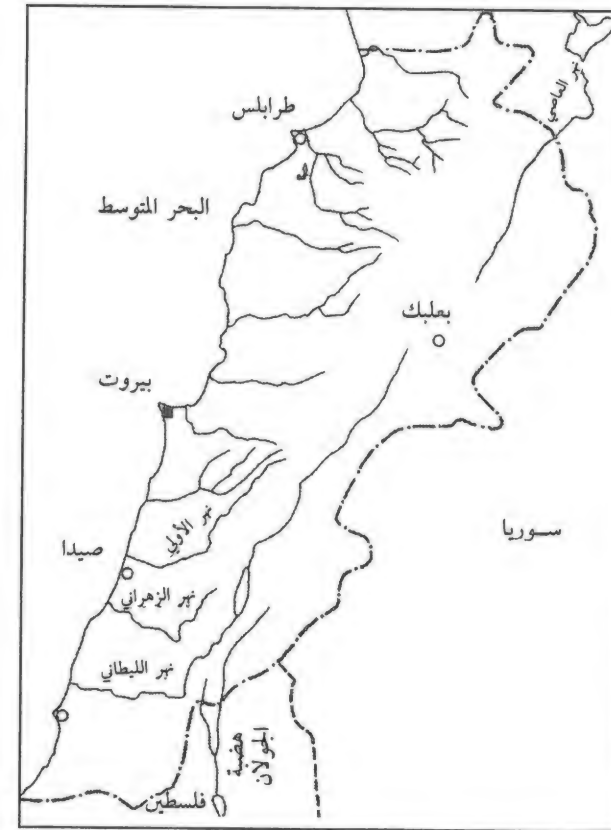 نهر العاصي
طرابلس
البحر المتوسط
بعلبك
بيروت
سوريا
نهر الأولي
صيدا
نهر الزهراني
نهر الليطاني
هضبة
الجولان
فلسطين